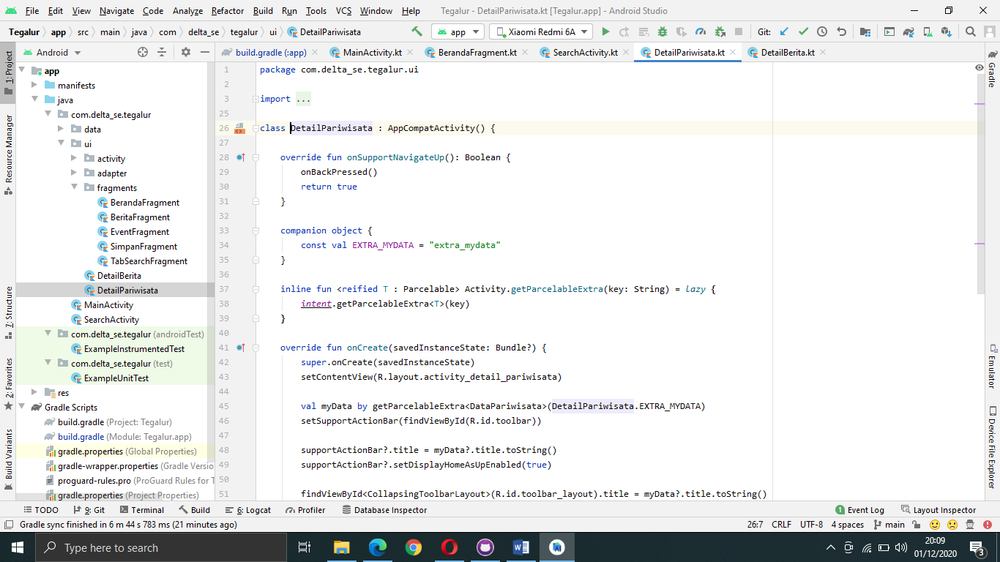 File Edit View Navigate Code Analyze Refactor Build Run Tools VCS Window Help Tegalur - DetailPariwisata.kt [Tegalur.app] - Android Studio
Tegalur app src main java com delta_se tegalur ui DetailPariwisata app Xiaomi Redmi 6A Git:
1: Project
Resource Manager
7: Structure
2: Favorites
Build Variants
Android
app
manifests
java
com.delta_se.tegalur
data
ui
activity
adapter
fragments
BerandaFragment
BeritaFragment
EventFragment
SimpanFragment
TabSearchFragment
DetailBerita
DetailPariwisata
MainActivity
SearchActivity
com.delta_se.tegalur (androidTest)
ExampleInstrumentedTest
com.delta_se.tegalur (test)
ExampleUnitTest
res
Gradle Scripts
build.gradle (Project: Tegalur)
build.gradle (Module: Tegalur.app)
gradle.properties (Global Properties)
gradle-wrapper.properties (Gradle Versio
proguard-rules.pro (ProGuard Rules for T
gradle.properties (Project Properties)
build.gradle (:app) MainActivity.kt BerandaFragment.kt SearchActivity.kt DetailPariwisata.kt DetailBerita.kt
1 package com.delta_se.tegalur.ui
2
3 import ...
25
26 class DetailPariwisata : AppCompatActivity() {
27
28 override fun onSupportNavigateUp(): Boolean {
29 onBackPressed()
30 return true
31 }
32
33 companion object {
34 const val EXTRA_MYDATA = "extra_mydata"
35 }
36
37 inline fun <reified T : Parcelable> Activity.getParcelableExtra(key: String) = lazy {
38 intent.getParcelableExtra<T>(key)
39 }
40
41 override fun onCreate(savedInstanceState: Bundle?) {
42 super.onCreate(savedInstanceState)
43 setContentView(R.layout.activity_detail_pariwisata)
44
45 val myData by getParcelableExtra<DataPariwisata>(DetailPariwisata.EXTRA_MYDATA)
46 setSupportActionBar(findViewById(R.id.toolbar))
47
48 supportActionBar?.title = myData?.title.toString()
49 supportActionBar?.setDisplayHomeAsUpEnabled(true)
50
51 findViewById<CollapsingToolbarLayout>(R.id.toolbar_layout).title = myData?.title.toString()
Gradle
Emulator
Device File Explorer
TODO 9: Git Terminal Build 6: Logcat Profiler Database Inspector 1 Event Log Layout Inspector
Gradle sync finished in 6 m 44 s 783 ms (21 minutes ago) 26:7 CRLF UTF-8 4 spaces main
Type here to search
20:09
01/12/2020
3